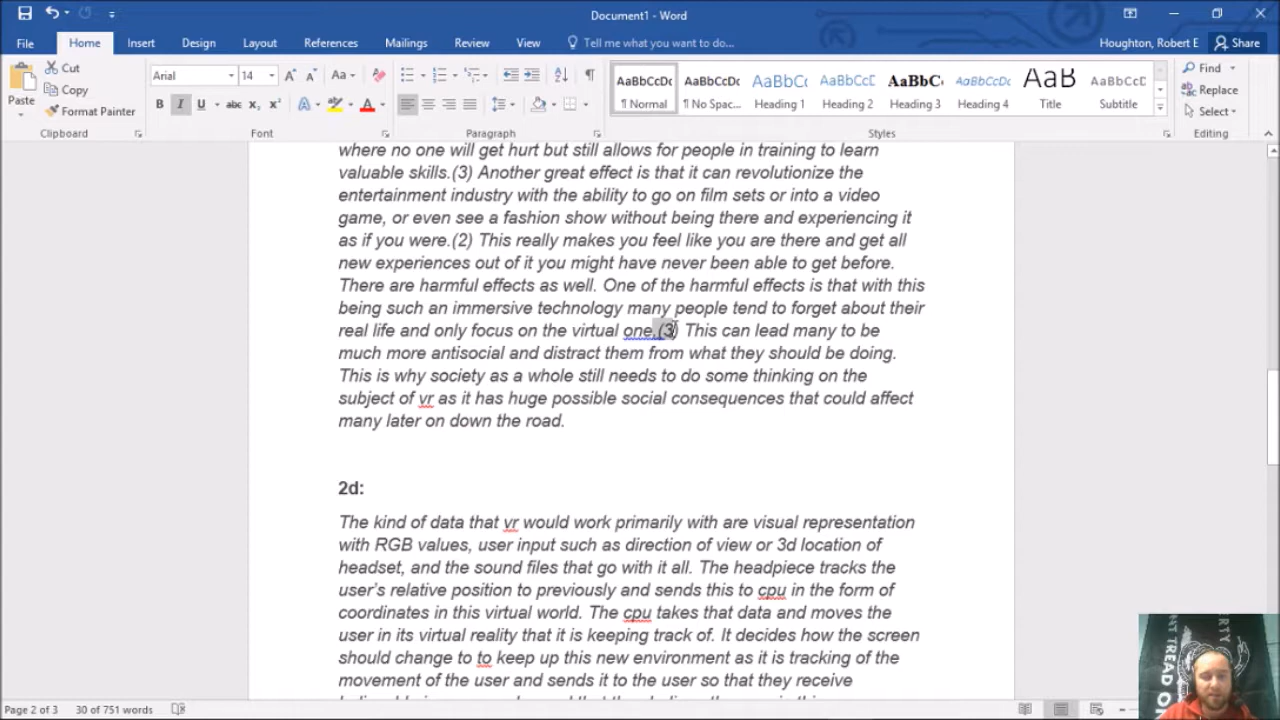 Document1 - Word
File Home Insert Design Layout References Mailings Review View Tell me what you want to do... Houghton, Robert E Share
Paste
Cut
Copy
Format Painter
Clipboard
Arial 14
Font
Paragraph
AaBbCcDc AaBbCcDc AaBbC AaBbCcD AaBbC AaBbCcDc AaB AaBbCcD
¶ Normal ¶ No Spac... Heading 1 Heading 2 Heading 3 Heading 4 Title Subtitle
Styles
Find
Replace
Select
Editing
where no one will get hurt but still allows for people in training to learn
valuable skills.(3) Another great effect is that it can revolutionize the
entertainment industry with the ability to go on film sets or into a video
game, or even see a fashion show without being there and experiencing it
as if you were.(2) This really makes you feel like you are there and get all
new experiences out of it you might have never been able to get before.
There are harmful effects as well. One of the harmful effects is that with this
being such an immersive technology many people tend to forget about their
real life and only focus on the virtual one.(3) This can lead many to be
much more antisocial and distract them from what they should be doing.
This is why society as a whole still needs to do some thinking on the
subject of vr as it has huge possible social consequences that could affect
many later on down the road.
2d:
The kind of data that vr would work primarily with are visual representation
with RGB values, user input such as direction of view or 3d location of
headset, and the sound files that go with it all. The headpiece tracks the
user's relative position to previously and sends this to cpu in the form of
coordinates in this virtual world. The cpu takes that data and moves the
user in its virtual reality that it is keeping track of. It decides how the screen
should change to to keep up this new environment as it is tracking of the
movement of the user and sends it to the user so that they receive
Page 2 of 3 30 of 751 words